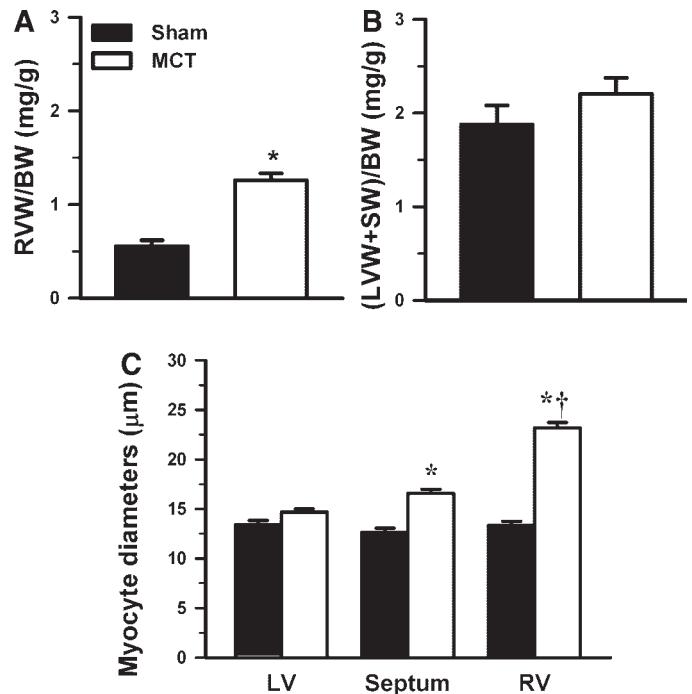 A
Sham
MCT
*
RVW/BW (mg/g)
3
2
1
0
B
(LVW+SW)/BW (mg/g)
3
2
1
0
C
Myocyte diameters (μm)
30
25
20
15
10
5
0
*
*†
LV Septum RV